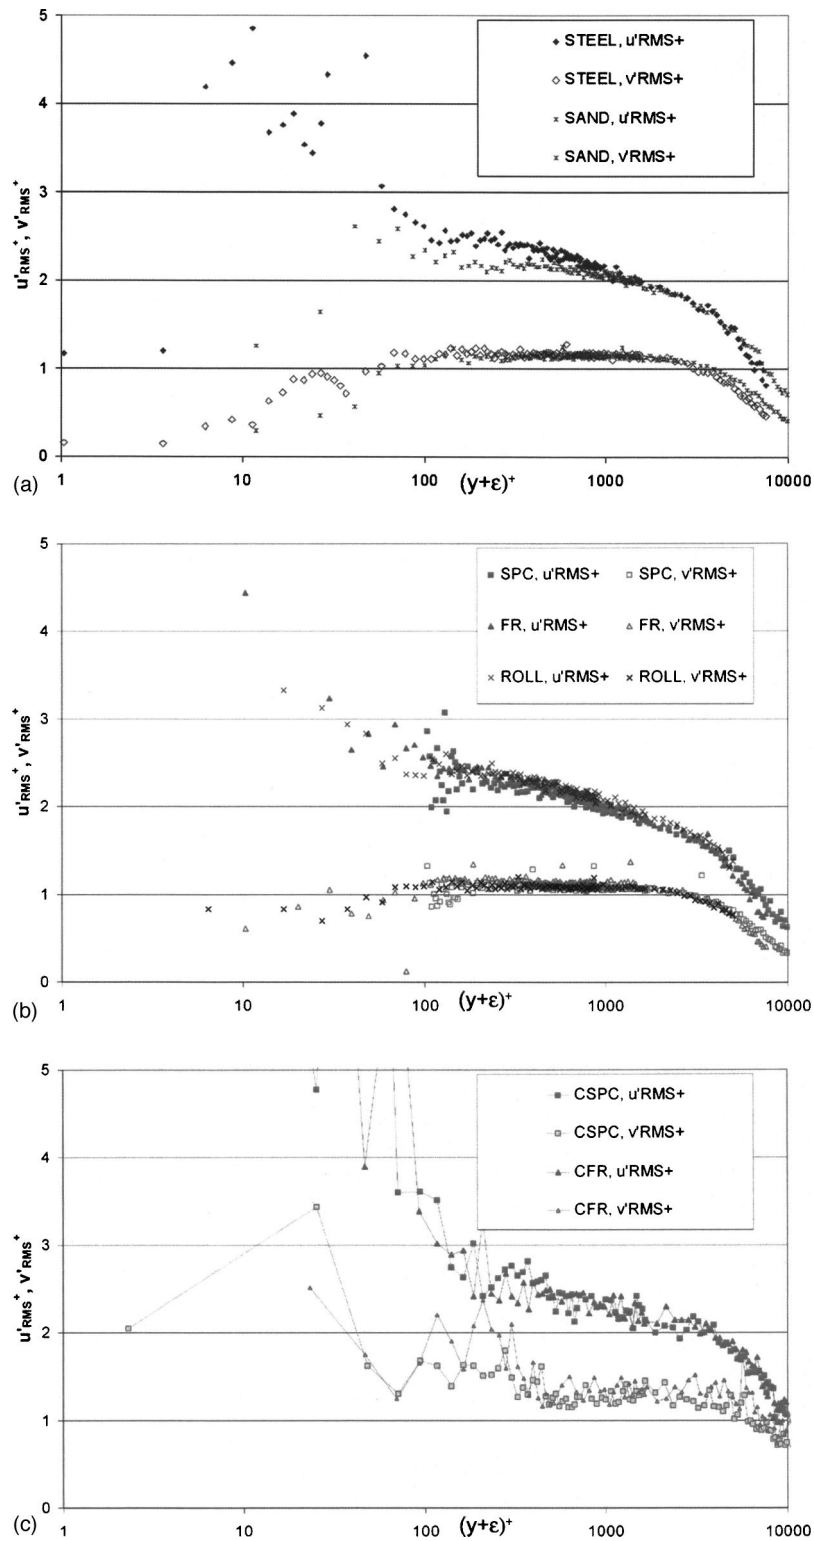 5
4
3
2
1
0
u'RMS+, v'RMS+
STEEL, u'RMS+
STEEL, v'RMS+
SAND, u'RMS+
SAND, v'RMS+
1
10
100
1000
10000
(y+ε)+
(a)
5
4
3
2
1
0
u'RMS+, v'RMS+
SPC, u'RMS+ SPC, v'RMS+
FR, u'RMS+ FR, v'RMS+
ROLL, u'RMS+ ROLL, v'RMS+
1
10
100
1000
10000
(y+ε)+
(b)
5
4
3
2
1
0
u'RMS+, v'RMS+
CSPC, u'RMS+
CSPC, v'RMS+
CFR, u'RMS+
CFR, v'RMS+
1
10
100
1000
10000
(y+ε)+
(c)